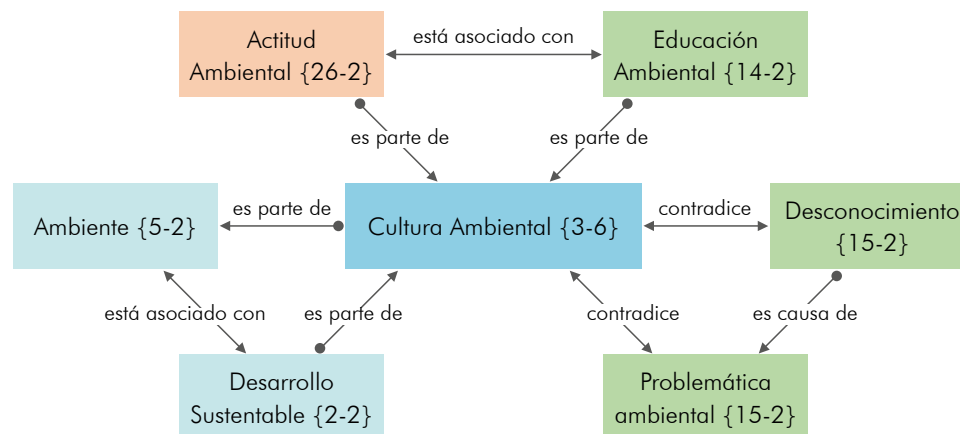 Actitud
Ambiental {26-2}
está asociado con
Educación
Ambiental {14-2}
es parte de
es parte de
Ambiente {5-2}
es parte de
Cultura Ambiental {3-6}
contradice
Desconocimiento
{15-2}
está asociado con
es parte de
contradice
es causa de
Desarrollo
Sustentable {2-2}
Problemática
ambiental {15-2}